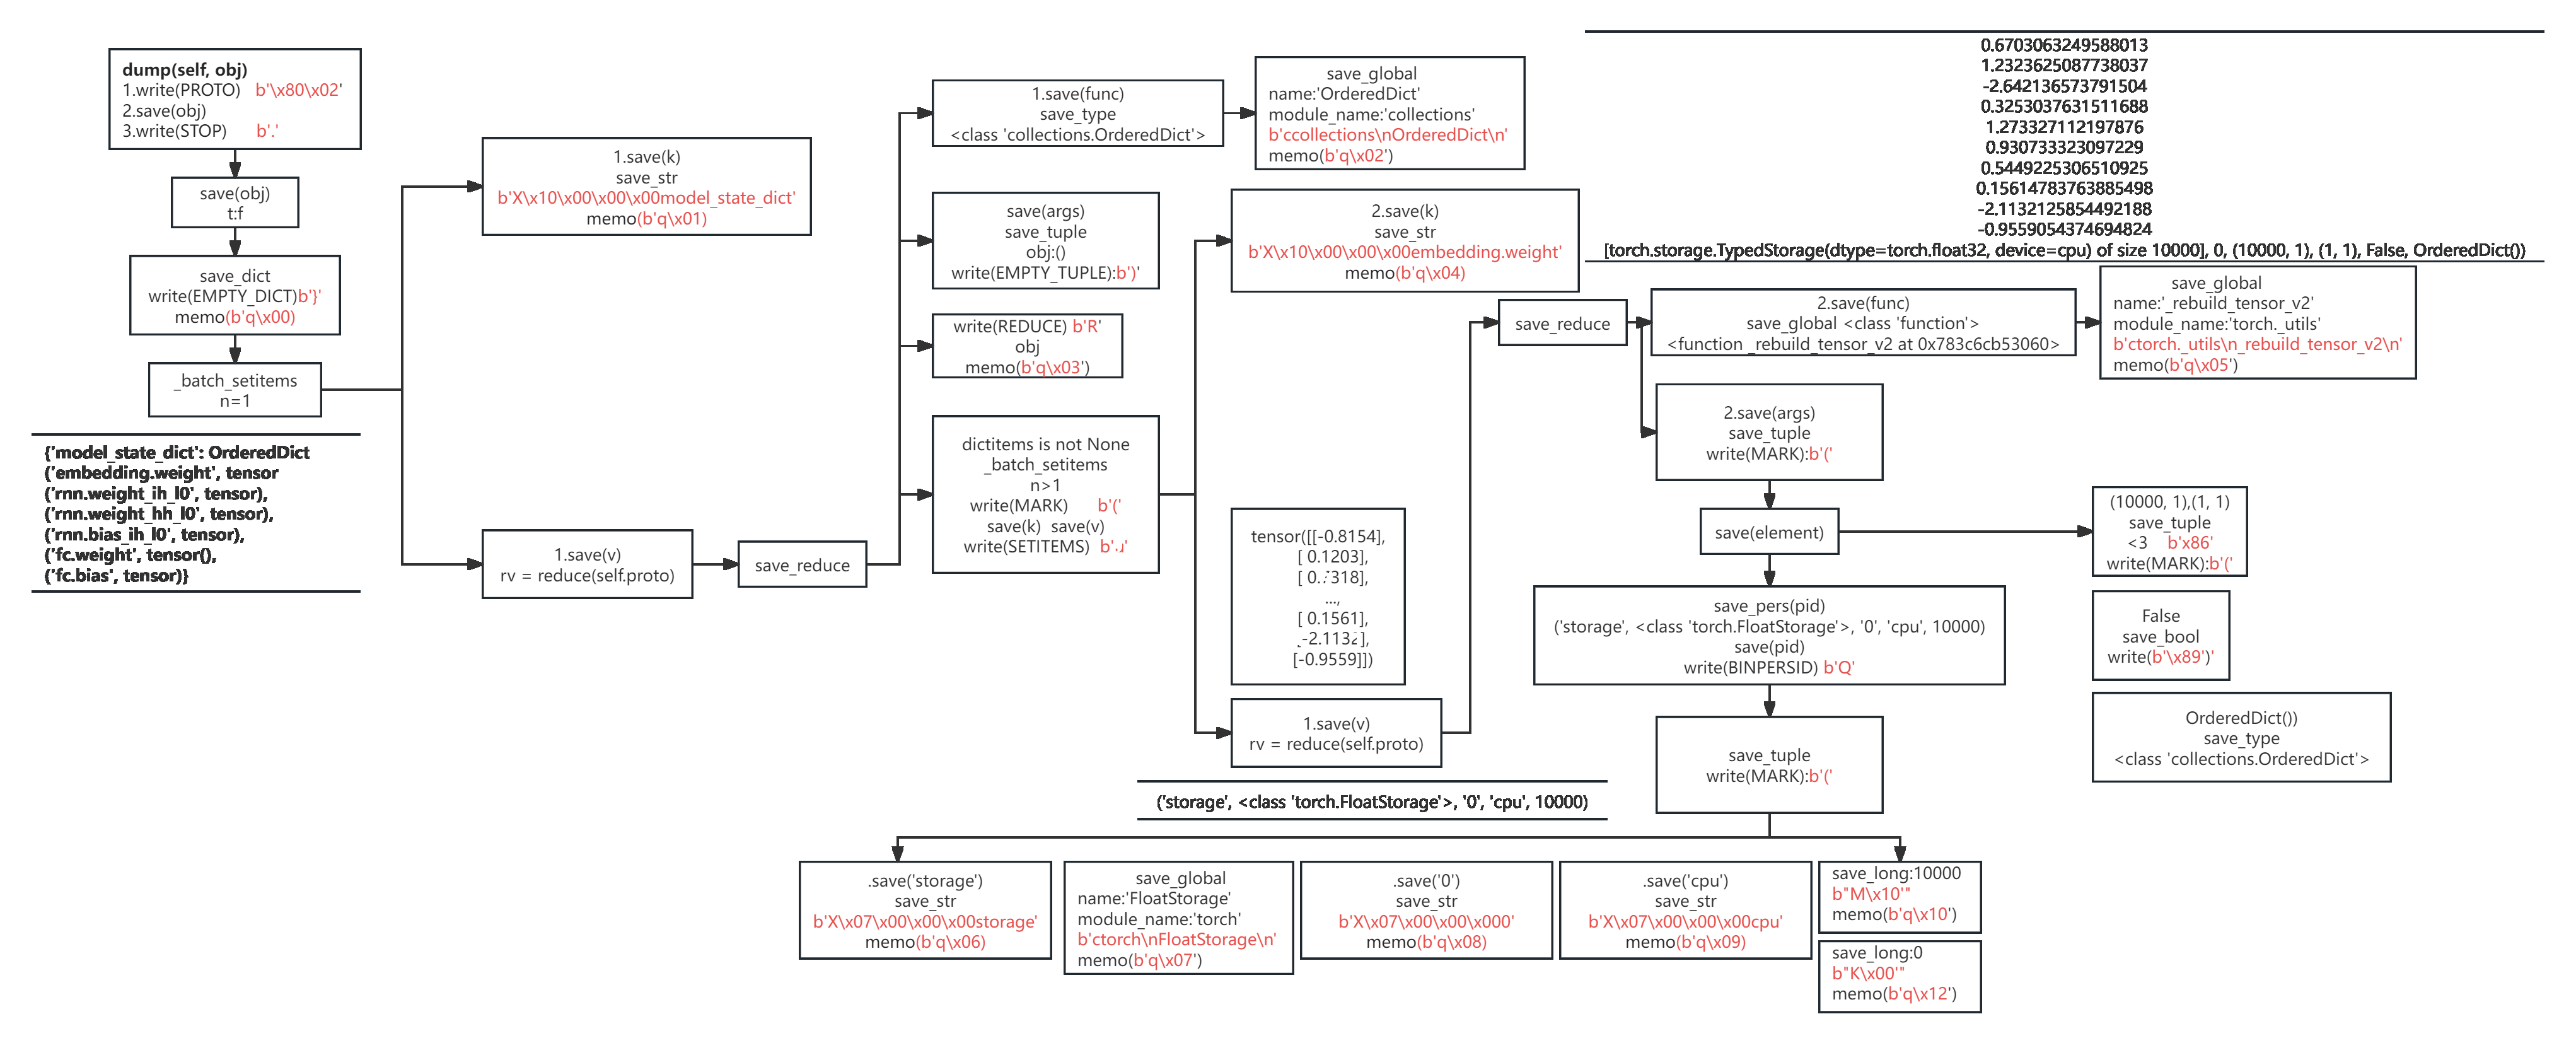 dump(self, obj)
1.write(PROTO) b'\x80\x02'
2.save(obj)
3.write(STOP) b'.'
save(obj)
t:f
save_dict
write(EMPTY_DICT)b'}'
memo(b'q\x00)
_batch_setitems
n=1
{'model_state_dict': OrderedDict
('embedding.weight', tensor
('rnn.weight_ih_l0', tensor),
('rnn.weight_hh_l0', tensor),
('rnn.bias_ih_l0', tensor),
('fc.weight', tensor(),
('fc.bias', tensor)}
1.save(k)
save_str
b'X\x10\x00\x00\x00model_state_dict'
memo(b'q\x01)
1.save(v)
rv = reduce(self.proto)
save_reduce
1.save(func)
save_type
<class 'collections.OrderedDict'>
save_global
name:'OrderedDict'
module_name:'collections'
b'ccollections\nOrderedDict\n'
memo(b'q\x02')
save(args)
save_tuple
obj:()
write(EMPTY_TUPLE):b')'
write(REDUCE) b'R'
obj
memo(b'q\x03')
dictitems is not None
_batch_setitems
n>1
write(MARK) b'('
save(k) save(v)
write(SETITEMS)
2.save(k)
save_str
b'X\x10\x00\x00\x00embedding.weight'
memo(b'q\x04)
tensor([[-0.8154],
[ 0.1203],
...,
[ 0.1561],
[-0.9559]])
1.save(v)
rv = reduce(self.proto)
0.6703063249588013
1.2323625087738037
-2.642136573791504
0.3253037631511688
1.273327112197876
0.930733323097229
0.5449225306510925
0.15614783763885498
-2.1132125854492188
-0.9559054374694824
[torch.storage.TypedStorage(dtype=torch.float32, device=cpu) of size 10000], 0, (10000, 1), (1, 1), False, OrderedDict())
save_reduce
2.save(func)
save_global <class 'function'>
<function _rebuild_tensor_v2 at 0x783c6cb53060>
save_global
name:'_rebuild_tensor_v2'
module_name:'torch._utils'
b'ctorch._utils\n_rebuild_tensor_v2\n'
memo(b'q\x05')
2.save(args)
save_tuple
write(MARK):b'('
save(element)
(10000, 1),(1, 1)
save_tuple
<3 b'x86'
write(MARK):b'('
False
save_bool
write(b'\x89')'
OrderedDict())
save_type
<class 'collections.OrderedDict'>
save_pers(pid)
('storage', <class 'torch.FloatStorage'>, '0', 'cpu', 10000)
save(pid)
write(BINPERSID) b'Q'
save_tuple
write(MARK):b'('
('storage', <class 'torch.FloatStorage'>, '0', 'cpu', 10000)
.save('storage')
save_str
b'X\x07\x00\x00\x00storage'
memo(b'q\x06)
save_global
name:'FloatStorage'
module_name:'torch'
b'ctorch\nFloatStorage\n'
memo(b'q\x07')
.save('0')
save_str
b'X\x07\x00\x00\x000'
memo(b'q\x08)
.save('cpu')
save_str
b'X\x07\x00\x00\x00cpu'
memo(b'q\x09)
save_long:10000
b"M\x10'"
memo(b'q\x10')
save_long:0
b"K\x00'"
memo(b'q\x12')